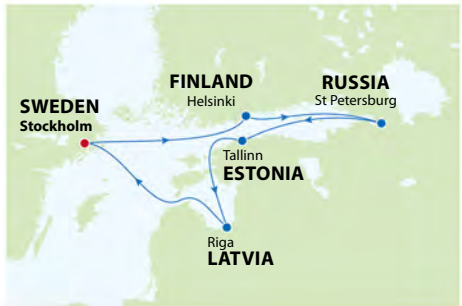 FINLAND
Helsinki
RUSSIA
St Petersburg
SWEDEN
Stockholm
Tallinn
ESTONIA
Riga
LATVIA